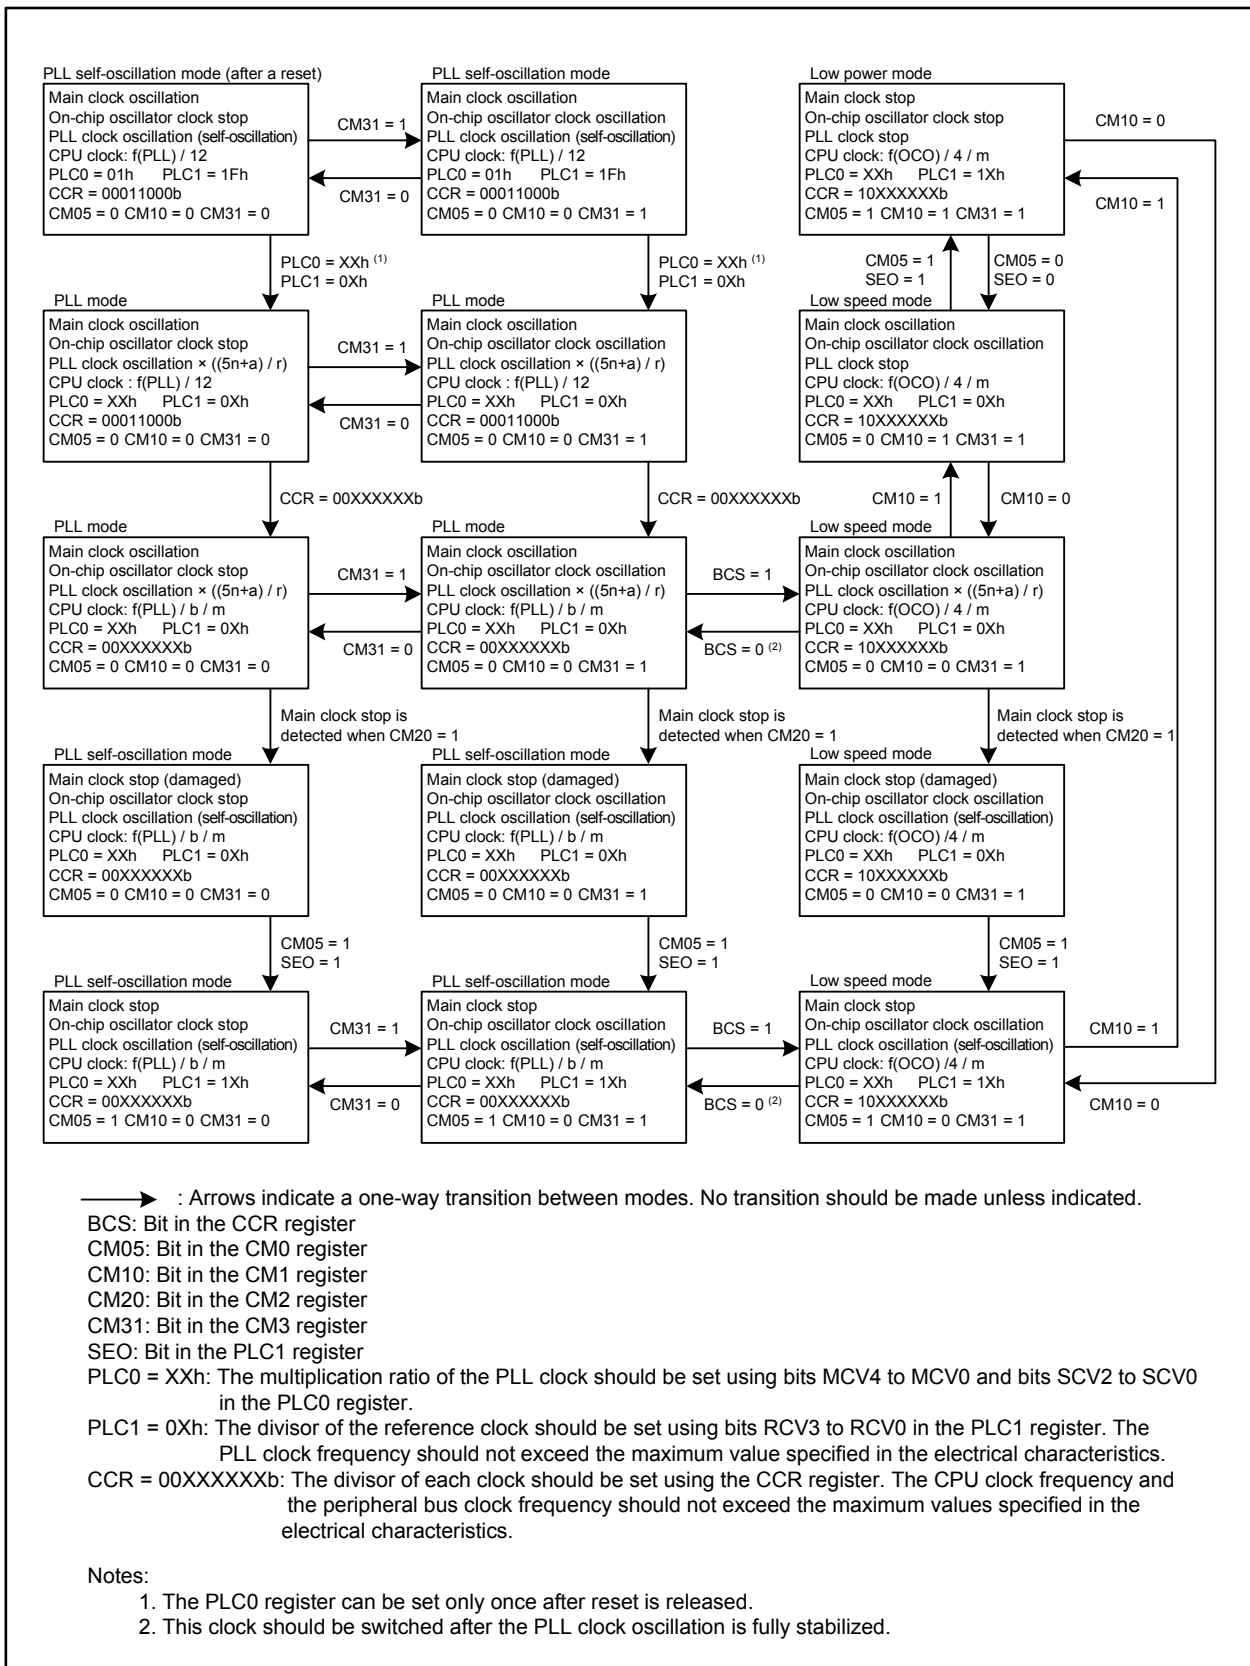 PLL self-oscillation mode (after a reset)
Main clock oscillation
On-chip oscillator clock stop
PLL clock oscillation (self-oscillation)
CPU clock: f(PLL) / 12
PLC0 = 01h PLC1 = 1Fh
CCR = 00011000b
CM05 = 0 CM10 = 0 CM31 = 0
CM31 = 1
CM31 = 0
PLL self-oscillation mode
Main clock oscillation
On-chip oscillator clock oscillation
PLL clock oscillation (self-oscillation)
CPU clock: f(PLL) / 12
PLC0 = 01h PLC1 = 1Fh
CCR = 00011000b
CM05 = 0 CM10 = 0 CM31 = 1
Low power mode
Main clock stop
On-chip oscillator clock stop
PLL clock stop
CPU clock: f(OCO) / 4 / m
PLC0 = XXh PLC1 = 1Xh
CCR = 10XXXXXXb
CM05 = 1 CM10 = 1 CM31 = 1
CM10 = 0
CM10 = 1
PLC0 = XXh (1)
PLC1 = 0Xh
PLC0 = XXh (1)
PLC1 = 0Xh
CM05 = 1
SEO = 1
CM05 = 0
SEO = 0
PLL mode
Main clock oscillation
On-chip oscillator clock stop
PLL clock oscillation × ((5n+a) / r)
CPU clock : f(PLL) / 12
PLC0 = XXh PLC1 = 0Xh
CCR = 00011000b
CM05 = 0 CM10 = 0 CM31 = 0
CM31 = 1
CM31 = 0
PLL mode
Main clock oscillation
On-chip oscillator clock oscillation
PLL clock oscillation × ((5n+a) / r)
CPU clock : f(PLL) / 12
PLC0 = XXh PLC1 = 0Xh
CCR = 00011000b
CM05 = 0 CM10 = 0 CM31 = 1
Low speed mode
Main clock oscillation
On-chip oscillator clock oscillation
PLL clock stop
CPU clock: f(OCO) / 4 / m
PLC0 = XXh PLC1 = 0Xh
CCR = 10XXXXXXb
CM05 = 0 CM10 = 1 CM31 = 1
CCR = 00XXXXXXb
CCR = 00XXXXXXb
CM10 = 1
CM10 = 0
PLL mode
Main clock oscillation
On-chip oscillator clock stop
PLL clock oscillation × ((5n+a) / r)
CPU clock: f(PLL) / b / m
PLC0 = XXh PLC1 = 0Xh
CCR = 00XXXXXXb
CM05 = 0 CM10 = 0 CM31 = 0
CM31 = 1
CM31 = 0
PLL mode
Main clock oscillation
On-chip oscillator clock oscillation
PLL clock oscillation × ((5n+a) / r)
CPU clock: f(PLL) / b / m
PLC0 = XXh PLC1 = 0Xh
CCR = 00XXXXXXb
CM05 = 0 CM10 = 0 CM31 = 1
BCS = 1
BCS = 0 (2)
Low speed mode
Main clock oscillation
On-chip oscillator clock oscillation
PLL clock oscillation × ((5n+a) / r)
CPU clock: f(OCO) / 4 / m
PLC0 = XXh PLC1 = 0Xh
CCR = 10XXXXXXb
CM05 = 0 CM10 = 0 CM31 = 1
Main clock stop is
detected when CM20 = 1
Main clock stop is
detected when CM20 = 1
Main clock stop is
detected when CM20 = 1
PLL self-oscillation mode
Main clock stop (damaged)
On-chip oscillator clock stop
PLL clock oscillation (self-oscillation)
CPU clock: f(PLL) / b / m
PLC0 = XXh PLC1 = 0Xh
CCR = 00XXXXXXb
CM05 = 0 CM10 = 0 CM31 = 0
PLL self-oscillation mode
Main clock stop (damaged)
On-chip oscillator clock oscillation
PLL clock oscillation (self-oscillation)
CPU clock: f(PLL) / b / m
PLC0 = XXh PLC1 = 0Xh
CCR = 00XXXXXXb
CM05 = 0 CM10 = 0 CM31 = 1
Low speed mode
Main clock stop (damaged)
On-chip oscillator clock oscillation
PLL clock oscillation (self-oscillation)
CPU clock: f(OCO) /4 / m
PLC0 = XXh PLC1 = 0Xh
CCR = 10XXXXXXb
CM05 = 0 CM10 = 0 CM31 = 1
CM05 = 1
SEO = 1
CM05 = 1
SEO = 1
CM05 = 1
SEO = 1
PLL self-oscillation mode
Main clock stop
On-chip oscillator clock stop
PLL clock oscillation (self-oscillation)
CPU clock: f(PLL) / b / m
PLC0 = XXh PLC1 = 1Xh
CCR = 00XXXXXXb
CM05 = 1 CM10 = 0 CM31 = 0
CM31 = 1
CM31 = 0
PLL self-oscillation mode
Main clock stop
On-chip oscillator clock oscillation
PLL clock oscillation (self-oscillation)
CPU clock: f(PLL) / b / m
PLC0 = XXh PLC1 = 1Xh
CCR = 00XXXXXXb
CM05 = 1 CM10 = 0 CM31 = 1
BCS = 1
BCS = 0 (2)
Low speed mode
Main clock stop
On-chip oscillator clock oscillation
PLL clock oscillation (self-oscillation)
CPU clock: f(OCO) /4 / m
PLC0 = XXh PLC1 = 1Xh
CCR = 10XXXXXXb
CM05 = 1 CM10 = 0 CM31 = 1
CM10 = 1
CM10 = 0
: Arrows indicate a one-way transition between modes. No transition should be made unless indicated.
BCS: Bit in the CCR register
CM05: Bit in the CM0 register
CM10: Bit in the CM1 register
CM20: Bit in the CM2 register
CM31: Bit in the CM3 register
SEO: Bit in the PLC1 register
PLC0 = XXh: The multiplication ratio of the PLL clock should be set using bits MCV4 to MCV0 and bits SCV2 to SCV0
in the PLC0 register.
PLC1 = 0Xh: The divisor of the reference clock should be set using bits RCV3 to RCV0 in the PLC1 register. The
PLL clock frequency should not exceed the maximum value specified in the electrical characteristics.
CCR = 00XXXXXXb: The divisor of each clock should be set using the CCR register. The CPU clock frequency and
the peripheral bus clock frequency should not exceed the maximum values specified in the
electrical characteristics.
Notes:
1. The PLC0 register can be set only once after reset is released.
2. This clock should be switched after the PLL clock oscillation is fully stabilized.